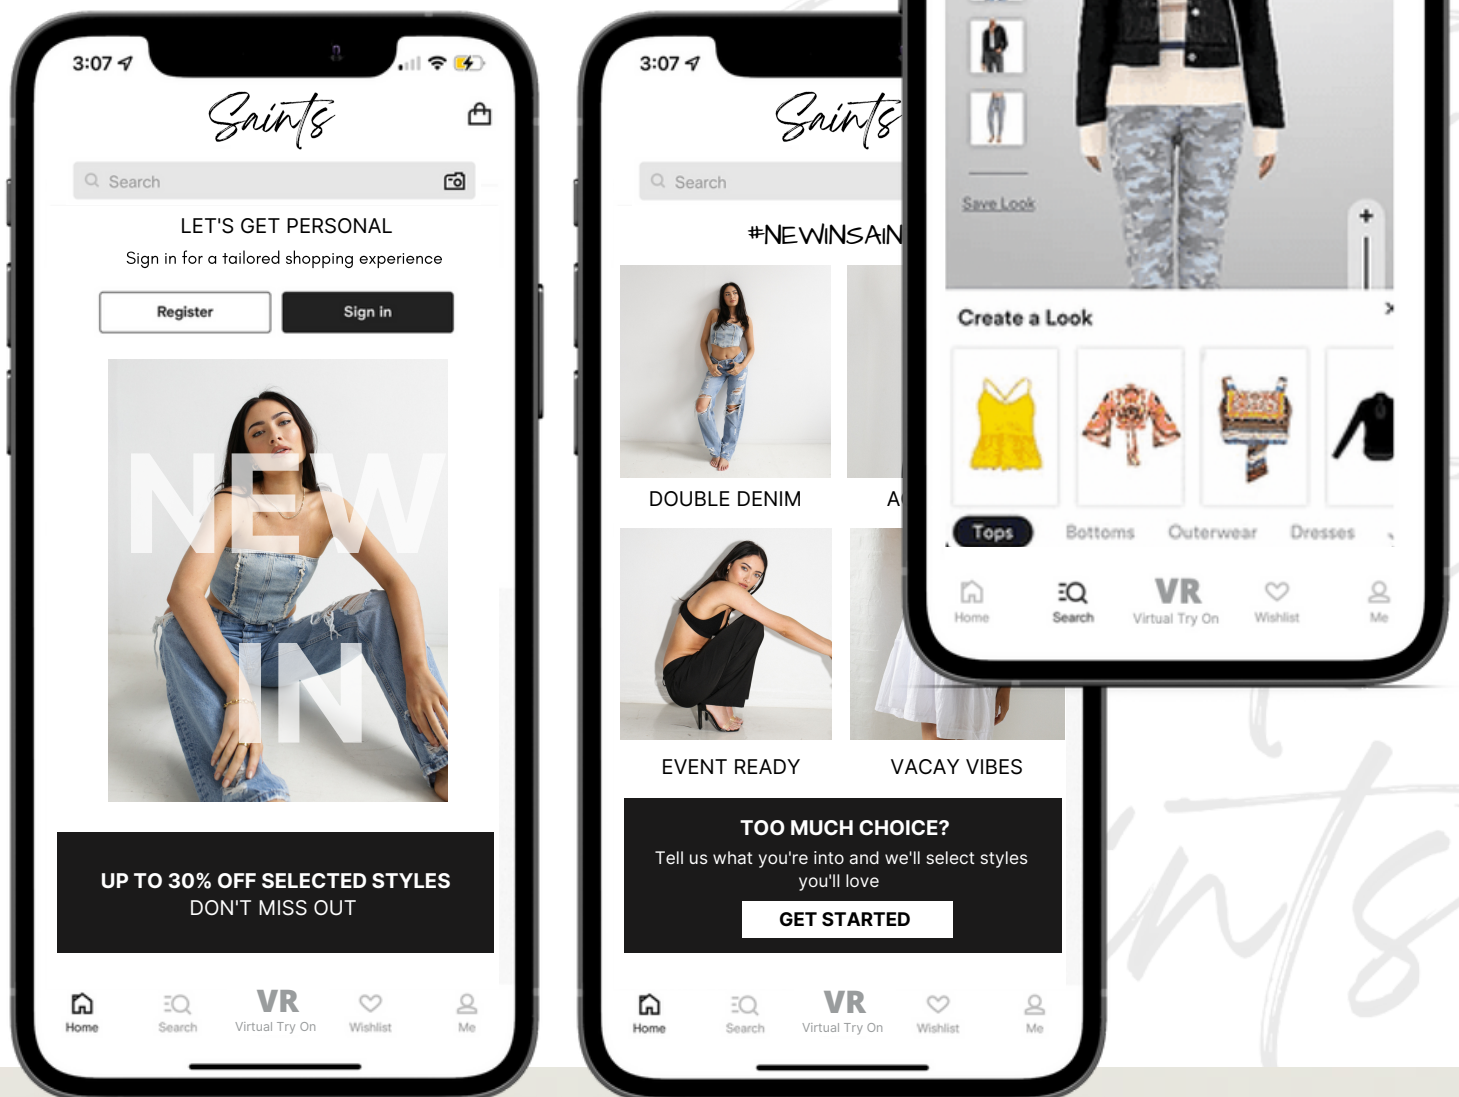 3:07
Saints
Search
LET'S GET PERSONAL
Sign in for a tailored shopping experience
Register
Sign in
NEW
IN
UP TO 30% OFF SELECTED STYLES
DON'T MISS OUT
Home
Search
VR
Virtual Try On
Wishlist
Me
3:07
Saints
Search
#NEWINSAIN
DOUBLE DENIM
EVENT READY
VACAY VIBES
TOO MUCH CHOICE?
Tell us what you're into and we'll select styles
you'll love
GET STARTED
Home
Search
VR
Virtual Try On
Wishlist
Me
Save Look
Create a Look
Tops
Bottoms
Outerwear
Dresses
Home
Search
VR
Virtual Try On
Wishlist
Me